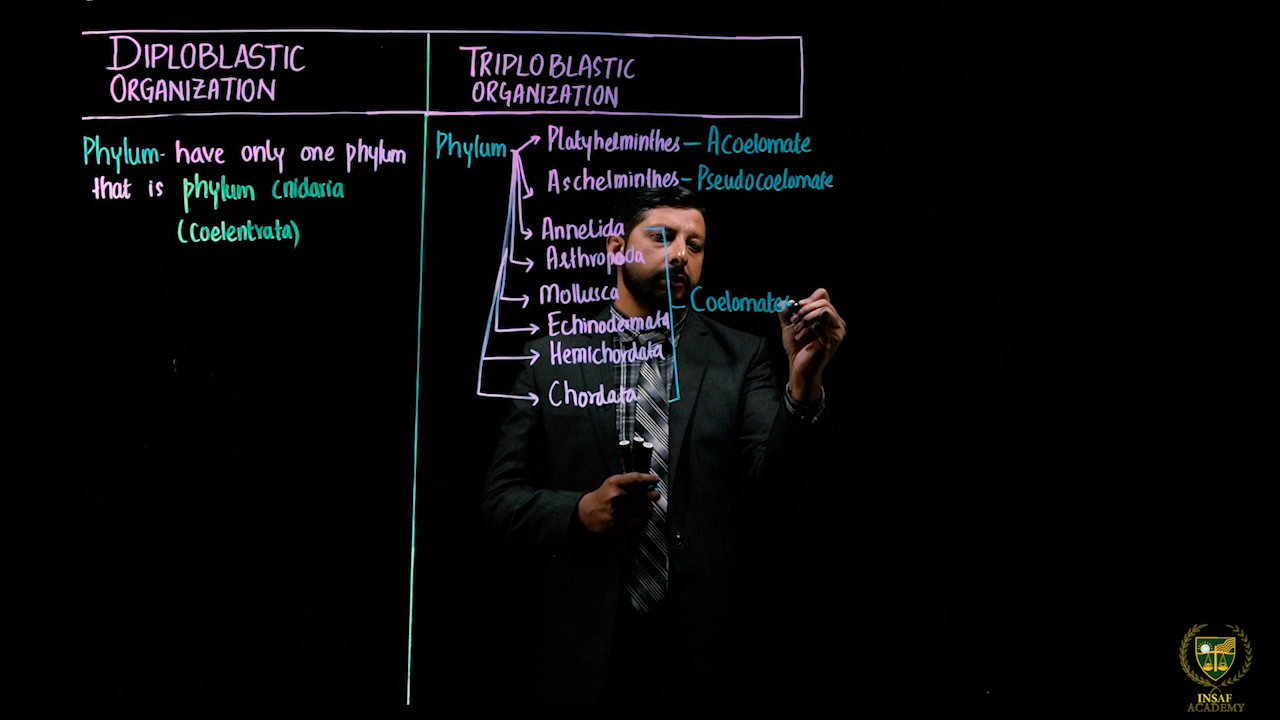 DIPLOBLASTIC
ORGANIZATION
Phylum- have only one phylum
that is phylum cnidaria
(coelentrata)
TRIPLOBLASTIC
ORGANIZATION
Phylum
Platyhelminthes - Acoelomate
Aschelminthes - Pseudocoelomate
Annelida
Arthropoda
Mollusca
Echinodermata
Hemichordata
Chordata
Coelomates
INSAF
ACADEMY